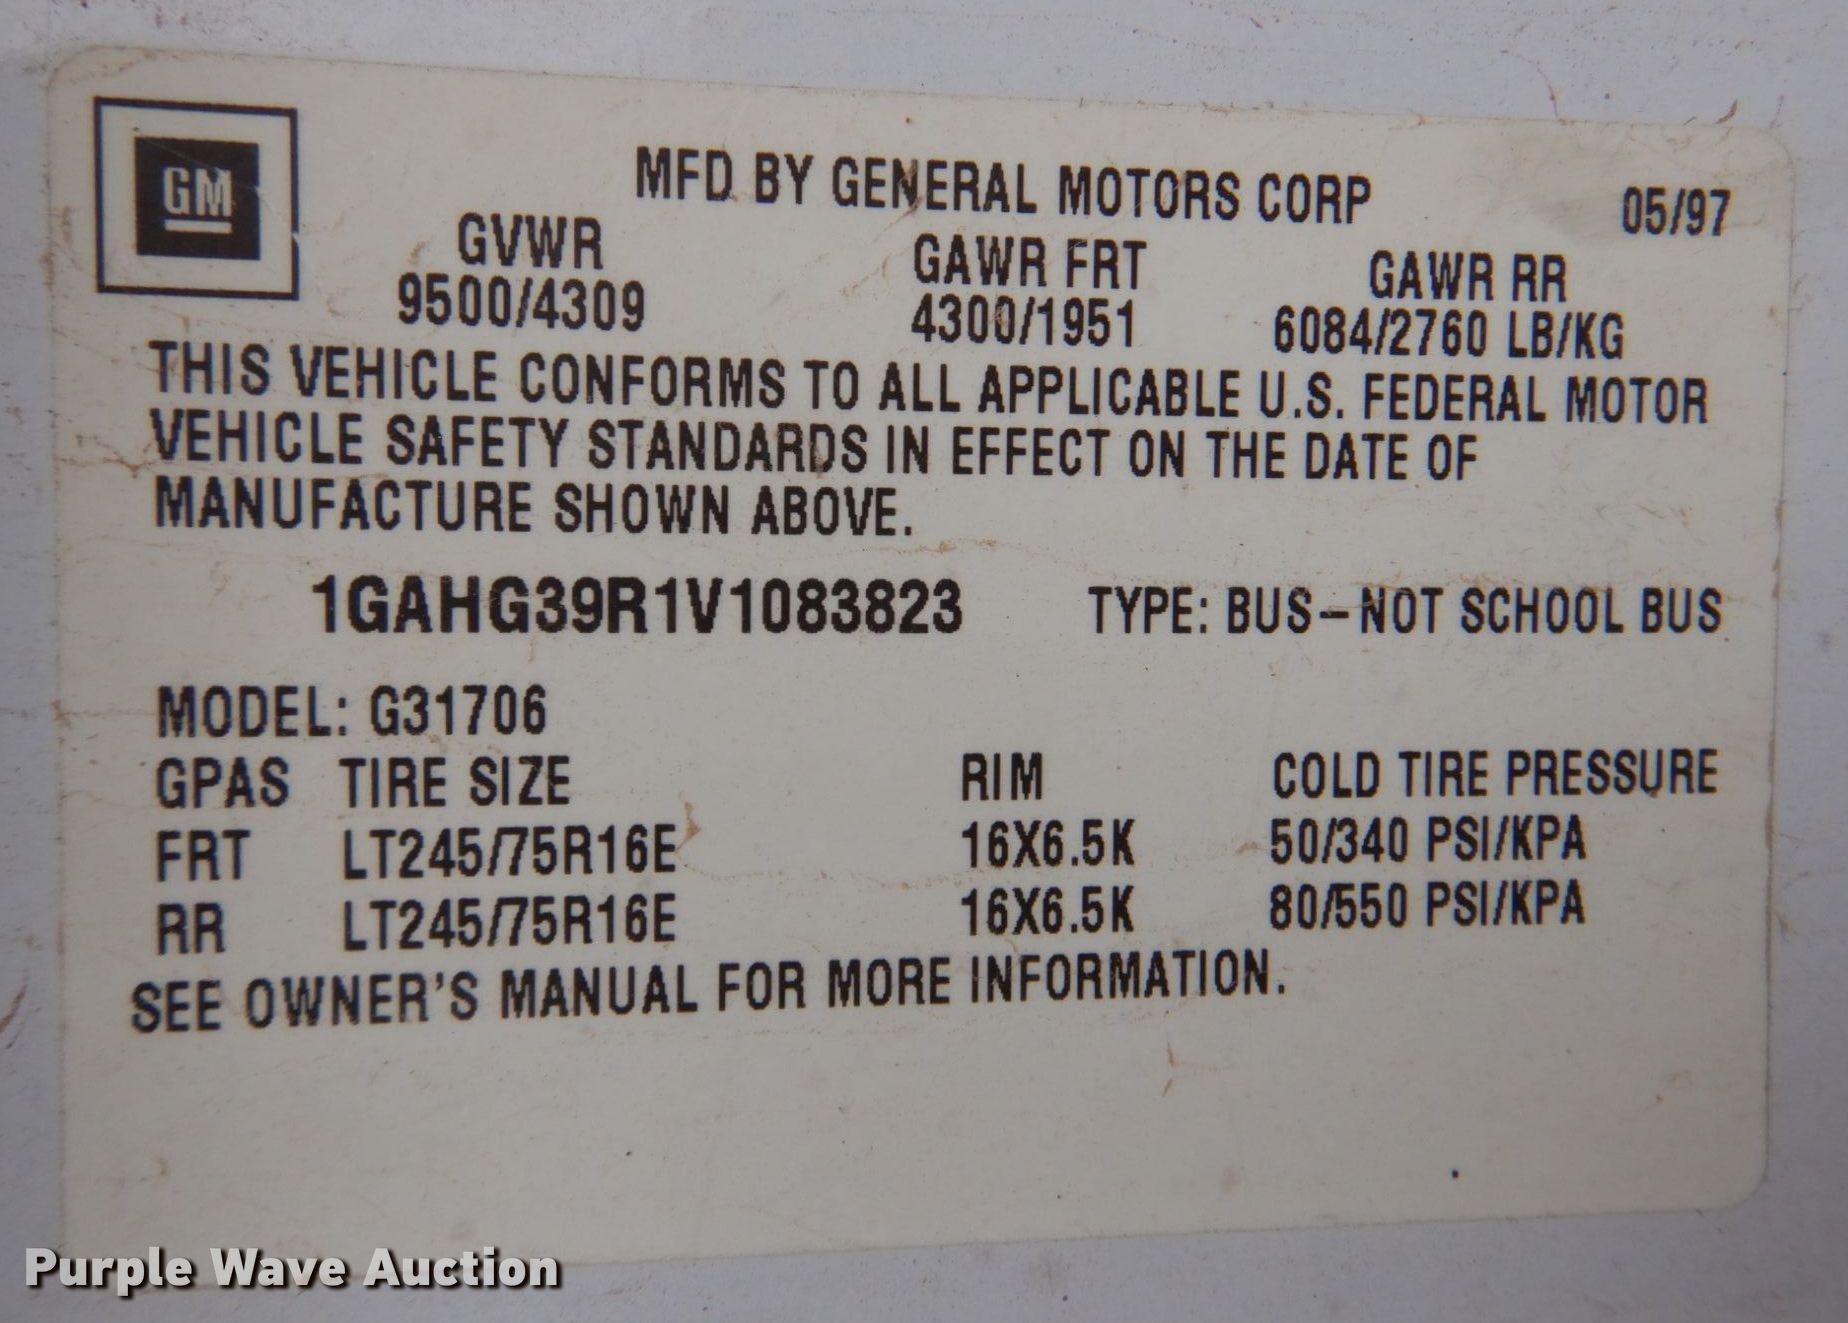 GM
MFD BY GENERAL MOTORS CORP 05/97
GVWR GAWR FRT GAWR RR
9500/4309 4300/1951 6084/2760 LB/KG
THIS VEHICLE CONFORMS TO ALL APPLICABLE U.S. FEDERAL MOTOR
VEHICLE SAFETY STANDARDS IN EFFECT ON THE DATE OF
MANUFACTURE SHOWN ABOVE.
1GAHG39R1V1083823 TYPE: BUS–NOT SCHOOL BUS
MODEL: G31706
GPAS TIRE SIZE RIM COLD TIRE PRESSURE
FRT LT245/75R16E 16X6.5K 50/340 PSI/KPA
RR LT245/75R16E 16X6.5K 80/550 PSI/KPA
SEE OWNER'S MANUAL FOR MORE INFORMATION.
Purple Wave Auction